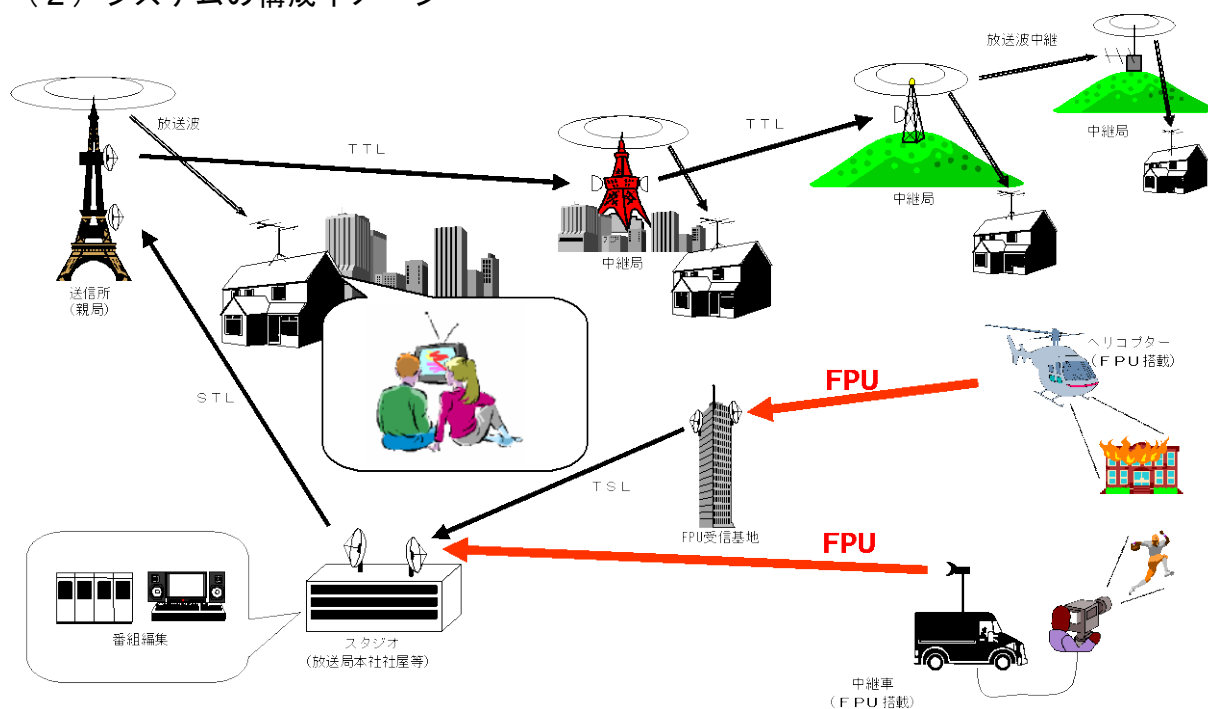 (2)システムの構成イメージ
放送波中継
放送波
TTL
TTL
中継局
中継局
中継局
送信所
(親局)
ヘリコプター
(FPU搭載)
FPU
STL
TSL
FPU受信基地
FPU
番組編集
スタジオ
(放送局本社社屋等)
中継車
(FPU搭載)